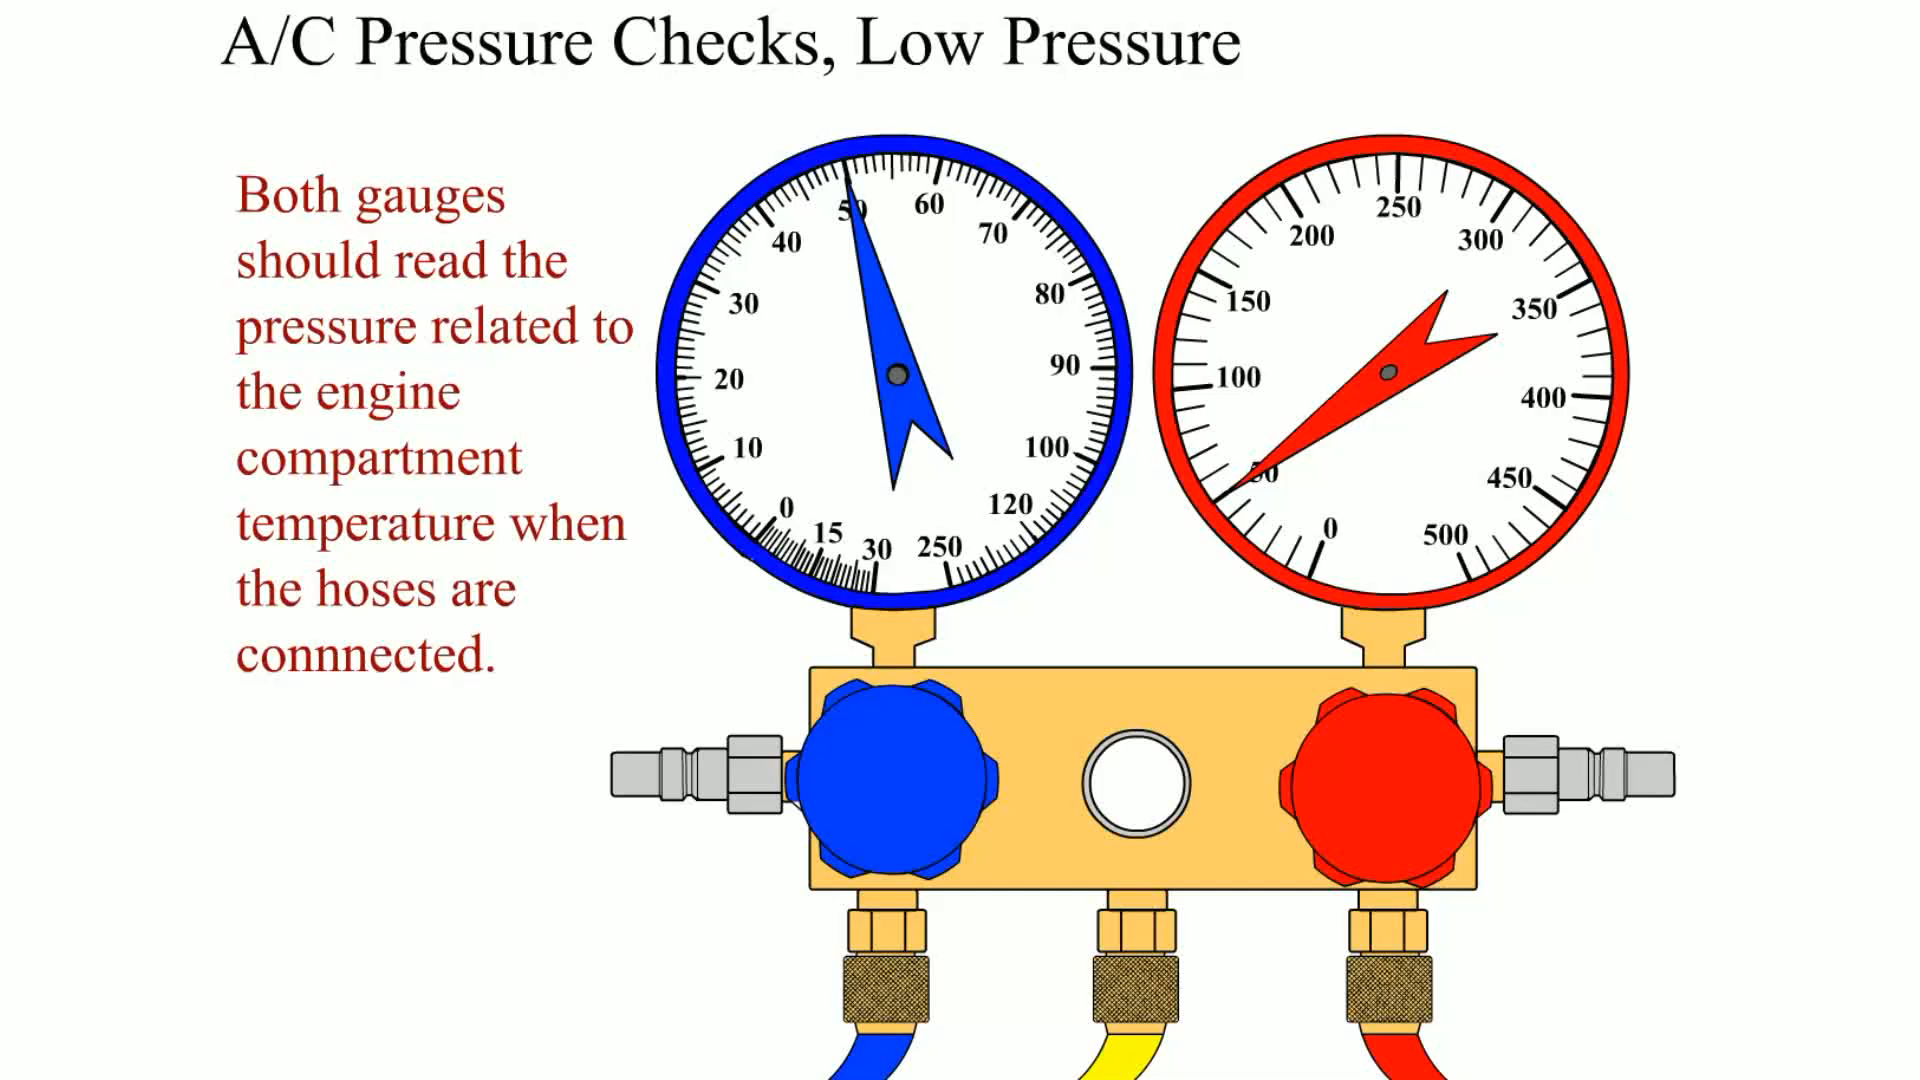 A/C Pressure Checks, Low Pressure
Both gauges
should read the
pressure related to
the engine
compartment
temperature when
the hoses are
connnected.
0
10
20
30
40
50
60
70
80
90
100
120
250
30
15
0
50
100
150
200
250
300
350
400
450
500